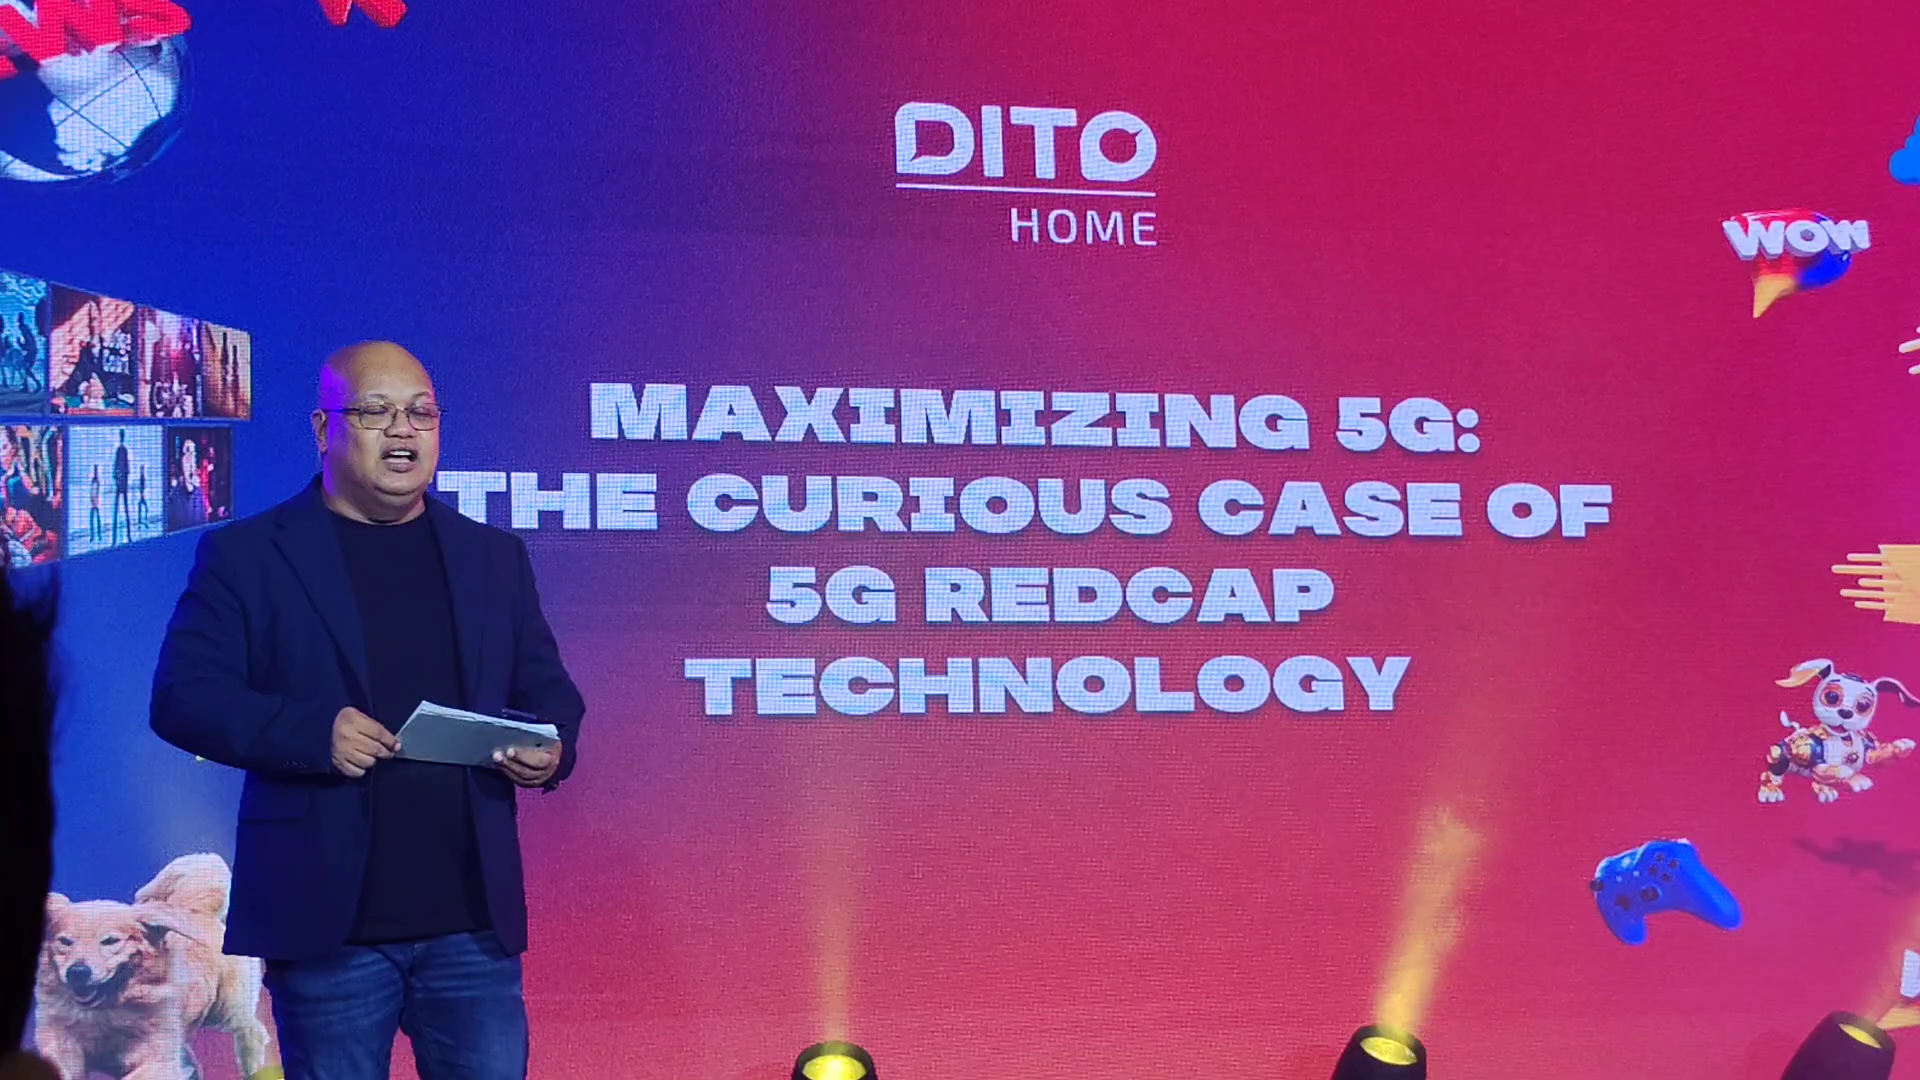 DITO
HOME
WOW
MAXIMIZING 5G:
THE CURIOUS CASE OF
5G REDCAP
TECHNOLOGY